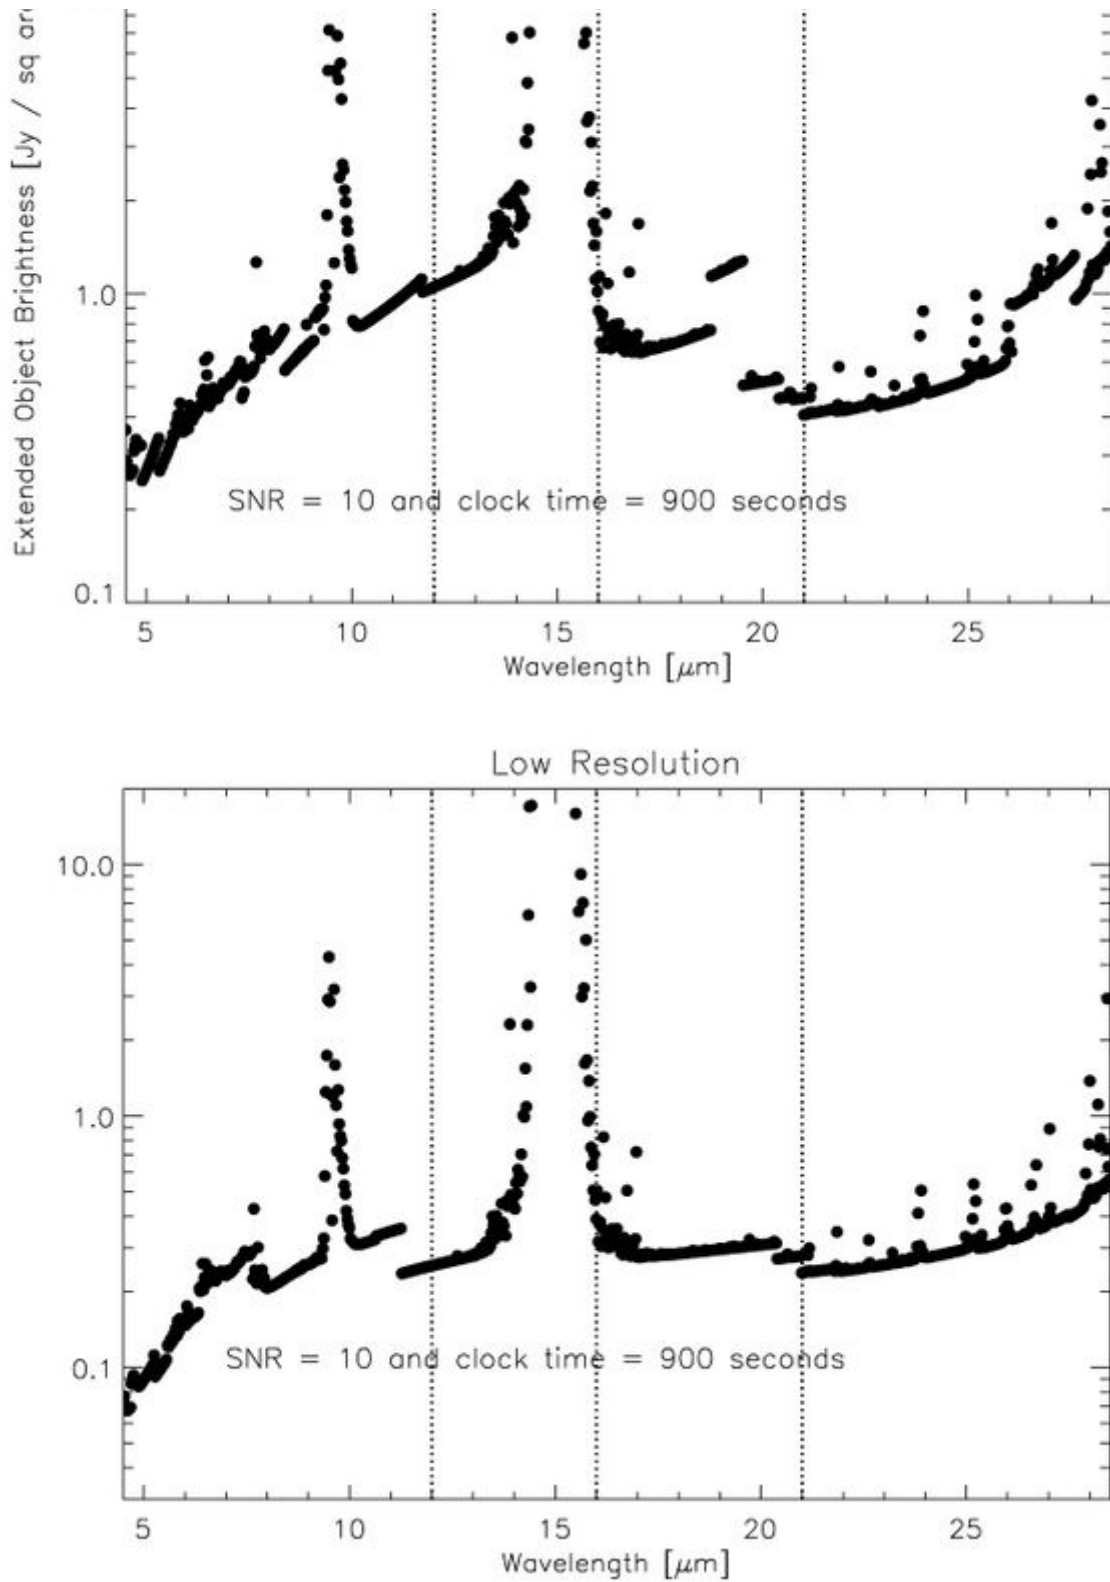 Extended Object Brightness [Jy / sq
1.0
0.1
SNR = 10 and clock time = 900 seconds
5 10 15 20 25
Wavelength [μm]
Low Resolution
10.0
1.0
0.1
SNR = 10 and clock time = 900 seconds
5 10 15 20 25
Wavelength [μm]